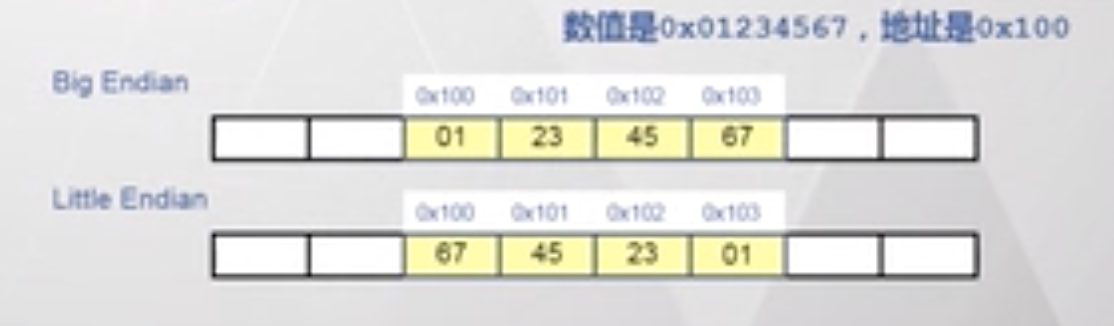 数值是0x01234567，地址是0x100
Big Endian
0x100 0x101 0x102 0x103
01 23 45 67
Little Endian
0x100 0x101 0x102 0x103
67 45 23 01